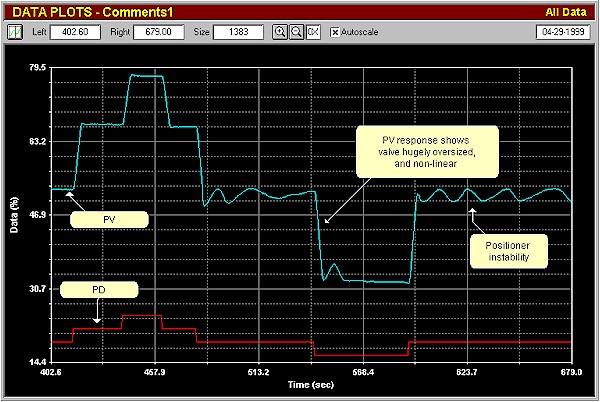 DATA PLOTS - Comments1 All Data
Left 402.60 Right 679.00 Size 1383 Autoscale 04-29-1999
79.5
63.2
46.9
30.7
14.4
Data (%)
PV response shows
valve hugely oversized,
and non-linear
PV
Positioner
instability
PD
402.6 457.9 513.2 568.4 623.7 679.0
Time (sec)